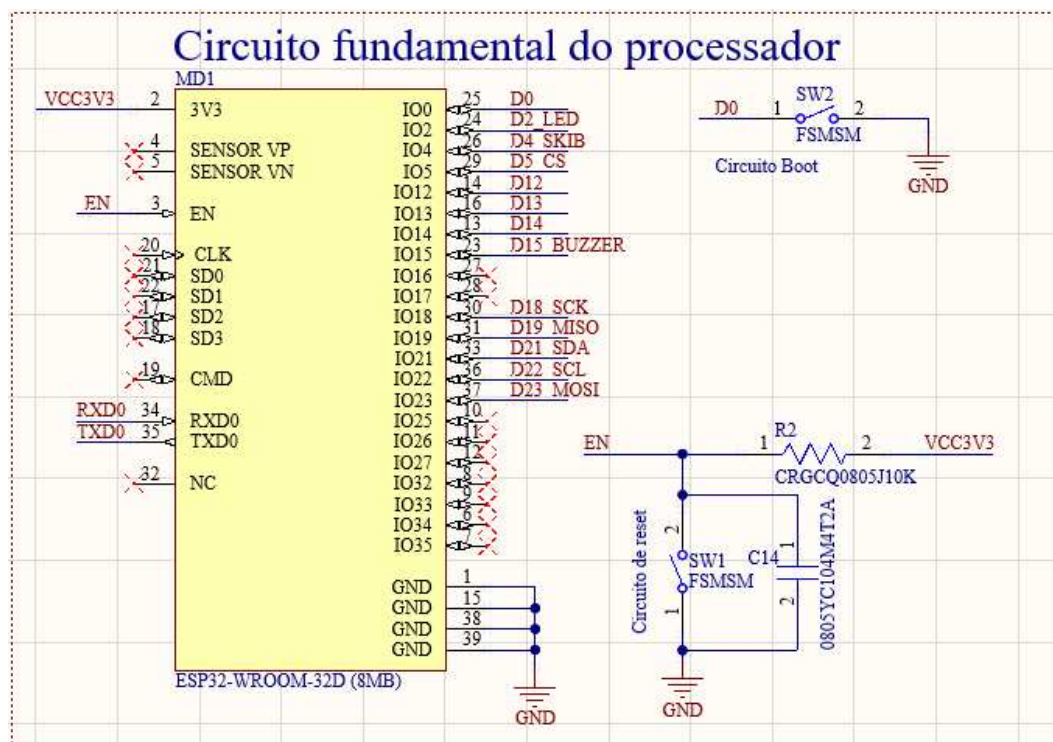 Circuito fundamental do processador
MD1
VCC3V3 2 3V3 IO0 25 D0
IO2 24 D2_LED
4 SENSOR VP IO4 26 D4_SKIB
5 SENSOR VN IO5 29 D5_CS
IO12 14 D12
EN 3 EN IO13 16 D13
IO14 13 D14
20 CLK IO15 23 D15_BUZZER
21 SD0 IO16 27
22 SD1 IO17 28
17 SD2 IO18 30 D18_SCK
18 SD3 IO19 31 D19_MISO
IO21 33 D21_SDA
19 CMD IO22 36 D22_SCL
IO23 37 D23_MOSI
RXD0 34 RXD0 IO25 10
TXD0 35 TXD0 IO26 11
IO27 12
32 NC IO32 8
IO33 9
IO34 6
IO35 7
GND 1
GND 15
GND 38
GND 39
ESP32-WROOM-32D (8MB)
GND
SW2
D0 1 2
FSMSM
Circuito Boot
GND
R2
EN 1 2 VCC3V3
CRGCQ0805J10K
Circuito de reset
2
SW1
FSMSM
1
C14
1
2
0805YC104M4T2A
GND